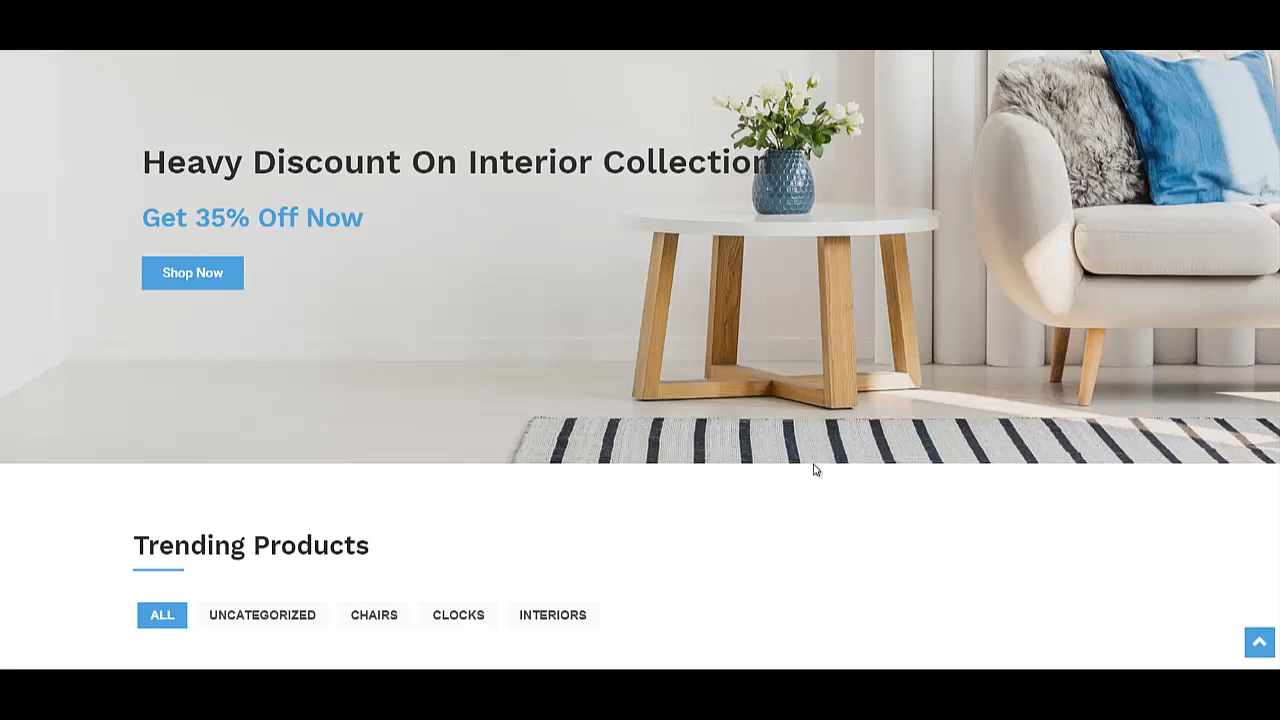 Heavy Discount On Interior Collection
Get 35% Off Now
Shop Now
Trending Products
ALL UNCATEGORIZED CHAIRS CLOCKS INTERIORS